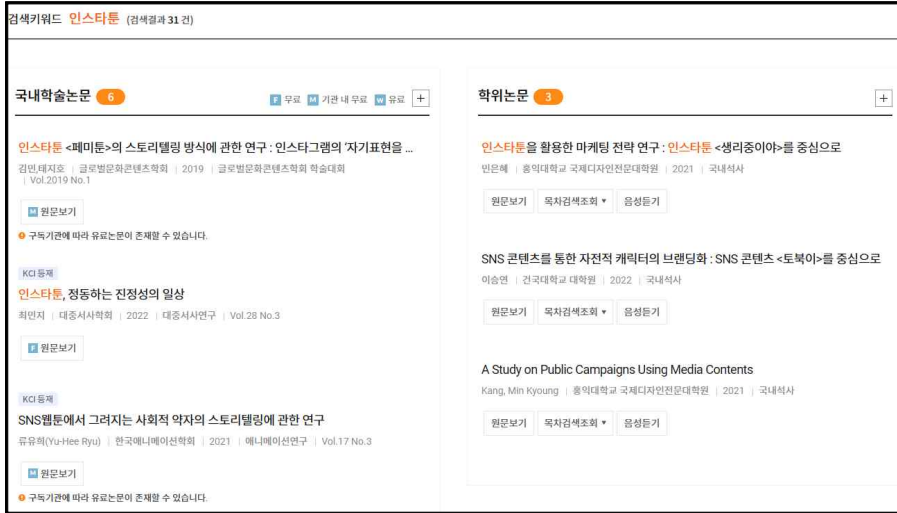 검색키워드 인스타툰 (검색결과 31 건)
국내학술논문 6
F 무료 M 기관 내 무료 W 유료 +
인스타툰 <페미툰>의 스토리텔링 방식에 관한 연구 : 인스타그램의 '자기표현을 ...
김민,태지호 | 글로벌문화콘텐츠학회 | 2019 | 글로벌문화콘텐츠학회 학술대회
| Vol.2019 No.1
M 원문보기
구독기관에 따라 유료논문이 존재할 수 있습니다.
KCI 등재
인스타툰, 정동하는 진정성의 일상
최민지 | 대중서사학회 | 2022 | 대중서사연구 | Vol.28 No.3
F 원문보기
KCI 등재
SNS웹툰에서 그려지는 사회적 약자의 스토리텔링에 관한 연구
류유희(Yu-Hee Ryu) | 한국애니메이션학회 | 2021 | 애니메이션연구 | Vol.17 No.3
M 원문보기
구독기관에 따라 유료논문이 존재할 수 있습니다.
학위논문 3
+
인스타툰을 활용한 마케팅 전략 연구 : 인스타툰 <생리중이야>를 중심으로
민은혜 | 홍익대학교 국제디자인전문대학원 | 2021 | 국내석사
원문보기 목차검색조회 ▼ 음성듣기
SNS 콘텐츠를 통한 자전적 캐릭터의 브랜딩화 : SNS 콘텐츠 <토북이>를 중심으로
이승연 | 건국대학교 대학원 | 2022 | 국내석사
원문보기 목차검색조회 ▼ 음성듣기
A Study on Public Campaigns Using Media Contents
Kang, Min Kyoung | 홍익대학교 국제디자인전문대학원 | 2021 | 국내석사
원문보기 목차검색조회 ▼ 음성듣기